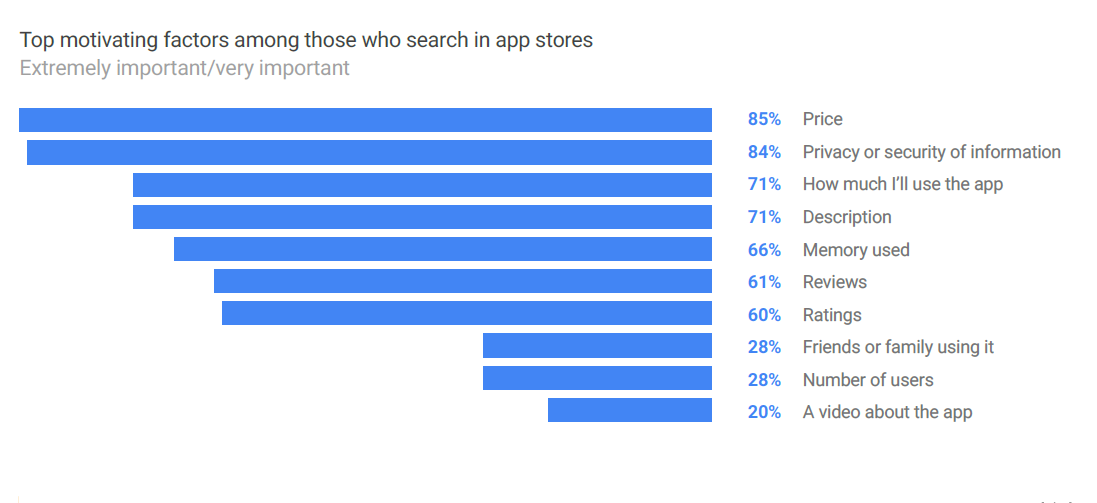 Top motivating factors among those who search in app stores
Extremely important/very important
85% Price
84% Privacy or security of information
71% How much I’ll use the app
71% Description
66% Memory used
61% Reviews
60% Ratings
28% Friends or family using it
28% Number of users
20% A video about the app